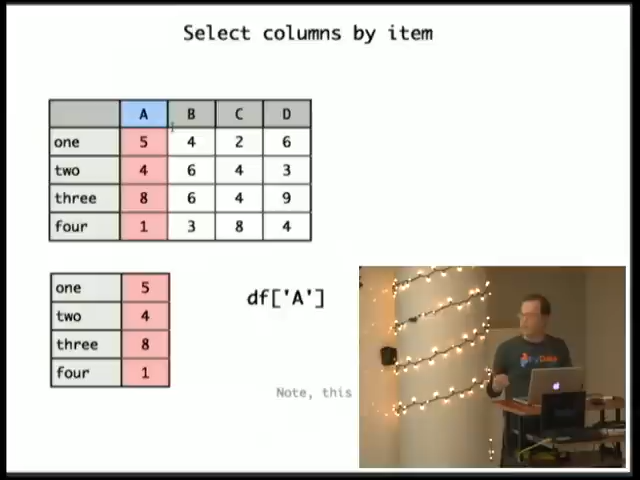 Select columns by item
A B C D
one 5 4 2 6
two 4 6 4 3
three 8 6 4 9
four 1 3 8 4
one 5
two 4
three 8
four 1
df['A']
Note, this
PyData